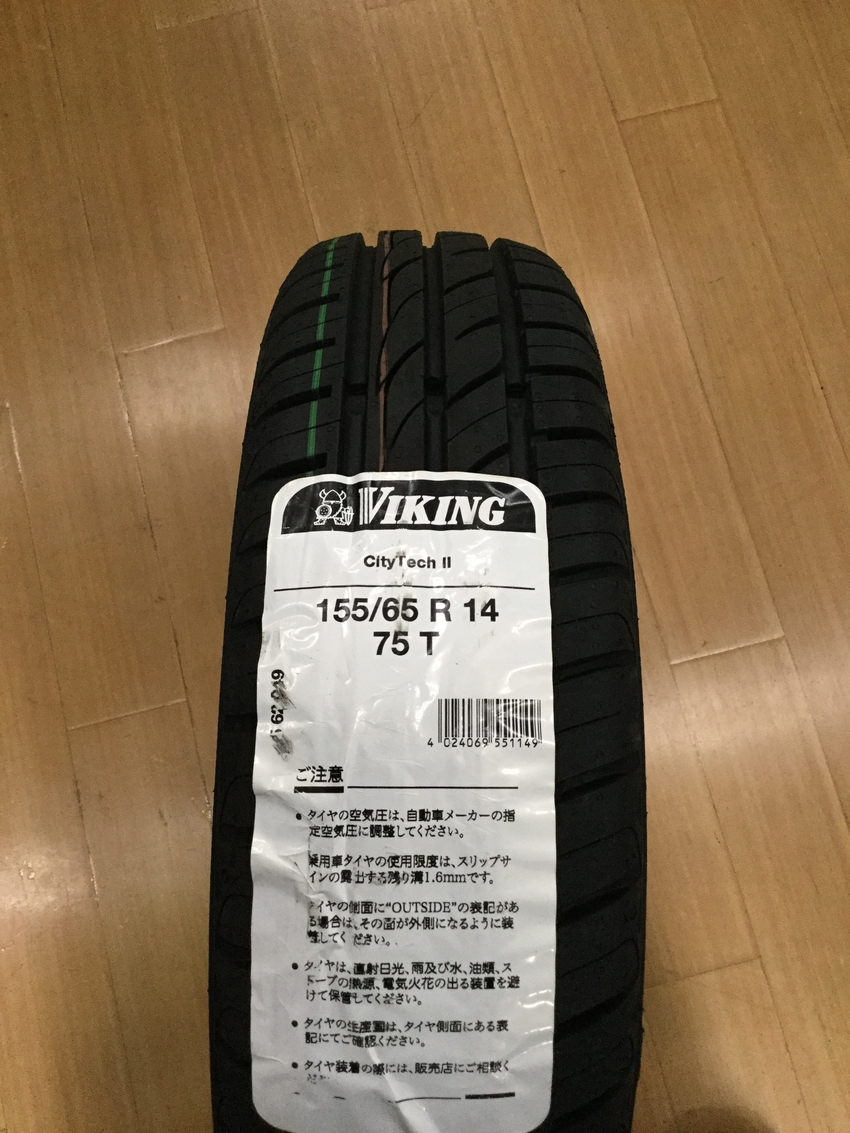 VIKING
CityTech II
155/65 R 14
75 T
4 024069 551149
ご注意
• タイヤの空気圧は、自動車メーカーの指
定空気圧に調整してください。
乗用車タイヤの使用限度は、スリップサ
インの露出する残り溝1.6mmです。
タイヤの側面に“OUTSIDE”の表記があ
る場合は、その面が外側になるように装
着してください。
• タイヤは、直射日光、雨及び水、油類、ス
トーブの熱源、電気火花の出る装置を避
けて保管してください。
• タイヤの生産国は、タイヤ側面にある表
記にてご確認ください。
• タイヤ装着の際には、販売店にご相談く